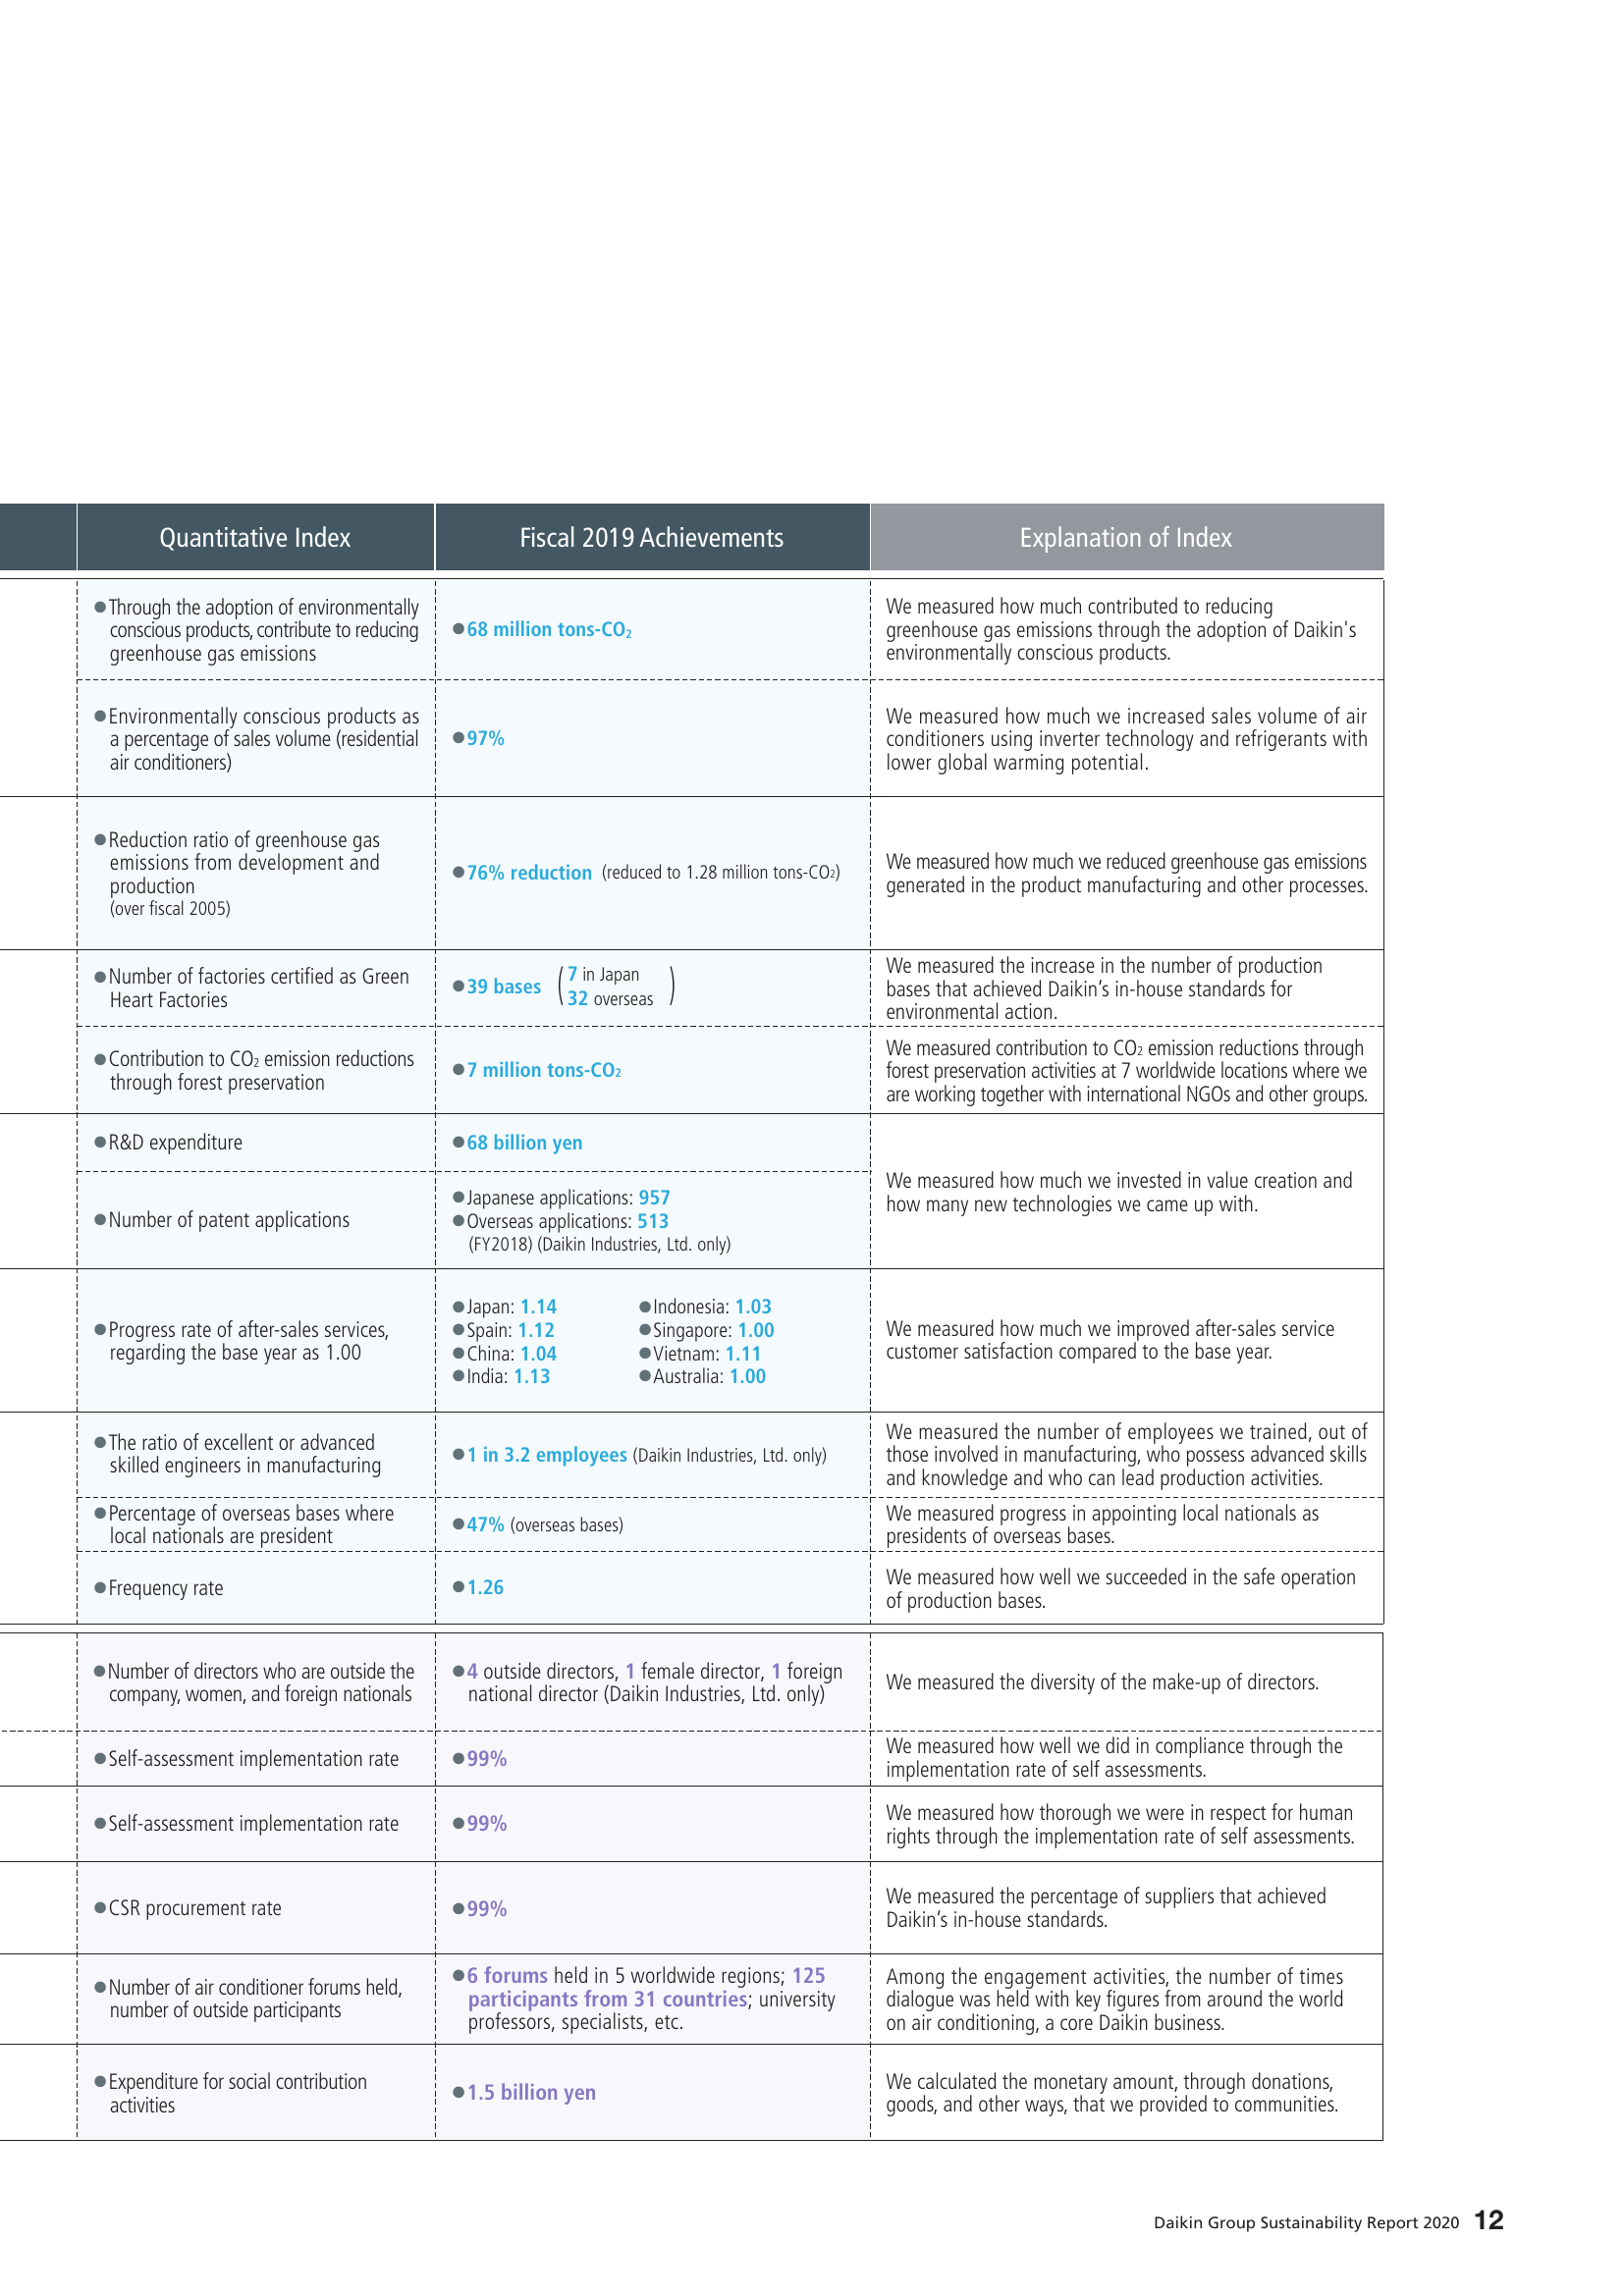 Quantitative Index
Fiscal 2019 Achievements
Explanation of Index
●Through the adoption of environmentally
conscious products, contribute to reducing
greenhouse gas emissions
●68 million tons-CO₂
We measured how much contributed to reducing
greenhouse gas emissions through the adoption of Daikin's
environmentally conscious products.
●Environmentally conscious products as
a percentage of sales volume (residential
air conditioners)
●97%
We measured how much we increased sales volume of air
conditioners using inverter technology and refrigerants with
lower global warming potential.
●Reduction ratio of greenhouse gas
emissions from development and
production
(over fiscal 2005)
●76% reduction (reduced to 1.28 million tons-CO₂)
We measured how much we reduced greenhouse gas emissions
generated in the product manufacturing and other processes.
●Number of factories certified as Green
Heart Factories
●39 bases (7 in Japan
32 overseas)
We measured the increase in the number of production
bases that achieved Daikin’s in-house standards for
environmental action.
●Contribution to CO₂ emission reductions
through forest preservation
●7 million tons-CO₂
We measured contribution to CO₂ emission reductions through
forest preservation activities at 7 worldwide locations where we
are working together with international NGOs and other groups.
●R&D expenditure
●68 billion yen
We measured how much we invested in value creation and
how many new technologies we came up with.
●Number of patent applications
●Japanese applications: 957
●Overseas applications: 513
(FY2018) (Daikin Industries, Ltd. only)
●Progress rate of after-sales services,
regarding the base year as 1.00
●Japan: 1.14
●Spain: 1.12
●China: 1.04
●India: 1.13
●Indonesia: 1.03
●Singapore: 1.00
●Vietnam: 1.11
●Australia: 1.00
We measured how much we improved after-sales service
customer satisfaction compared to the base year.
●The ratio of excellent or advanced
skilled engineers in manufacturing
●1 in 3.2 employees (Daikin Industries, Ltd. only)
We measured the number of employees we trained, out of
those involved in manufacturing, who possess advanced skills
and knowledge and who can lead production activities.
●Percentage of overseas bases where
local nationals are president
●47% (overseas bases)
We measured progress in appointing local nationals as
presidents of overseas bases.
●Frequency rate
●1.26
We measured how well we succeeded in the safe operation
of production bases.
●Number of directors who are outside the
company, women, and foreign nationals
●4 outside directors, 1 female director, 1 foreign
national director (Daikin Industries, Ltd. only)
We measured the diversity of the make-up of directors.
●Self-assessment implementation rate
●99%
We measured how well we did in compliance through the
implementation rate of self assessments.
●Self-assessment implementation rate
●99%
We measured how thorough we were in respect for human
rights through the implementation rate of self assessments.
●CSR procurement rate
●99%
We measured the percentage of suppliers that achieved
Daikin’s in-house standards.
●Number of air conditioner forums held,
number of outside participants
●6 forums held in 5 worldwide regions; 125
participants from 31 countries; university
professors, specialists, etc.
Among the engagement activities, the number of times
dialogue was held with key figures from around the world
on air conditioning, a core Daikin business.
●Expenditure for social contribution
activities
●1.5 billion yen
We calculated the monetary amount, through donations,
goods, and other ways, that we provided to communities.
Daikin Group Sustainability Report 2020 12